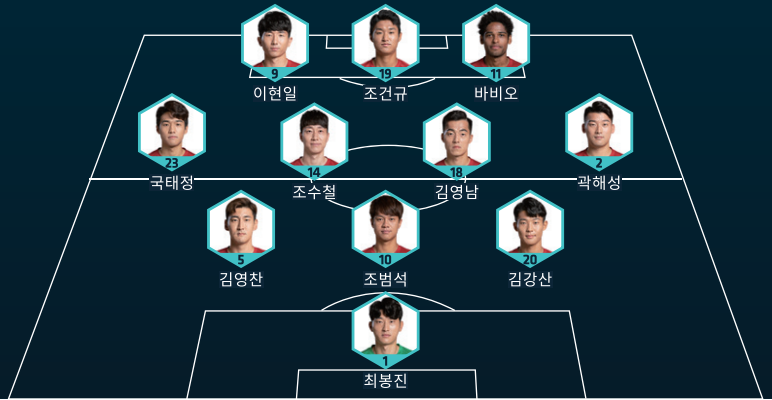 9 19 11
이현일 조건규 바비오
23 14 18 2
국태정 조수철 김영남 곽해성
5 10 20
김영찬 조범석 김강산
1
최봉진